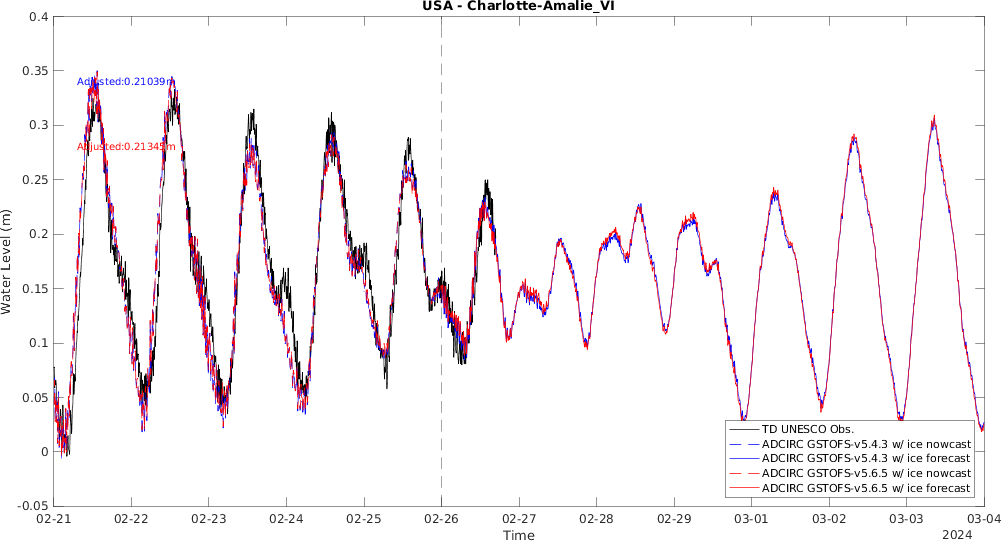 USA - Charlotte-Amalie_VI
0.4
0.35
0.3
0.25
0.2
0.15
0.1
0.05
0
-0.05
Water Level (m)
Adjusted:0.21039m
Adjusted:0.21345m
TD UNESCO Obs.
ADCIRC GSTOFS-v5.4.3 w/ ice nowcast
ADCIRC GSTOFS-v5.4.3 w/ ice forecast
ADCIRC GSTOFS-v5.6.5 w/ ice nowcast
ADCIRC GSTOFS-v5.6.5 w/ ice forecast
02-21 02-22 02-23 02-24 02-25 02-26 02-27 02-28 02-29 03-01 03-02 03-03 03-04
Time
2024